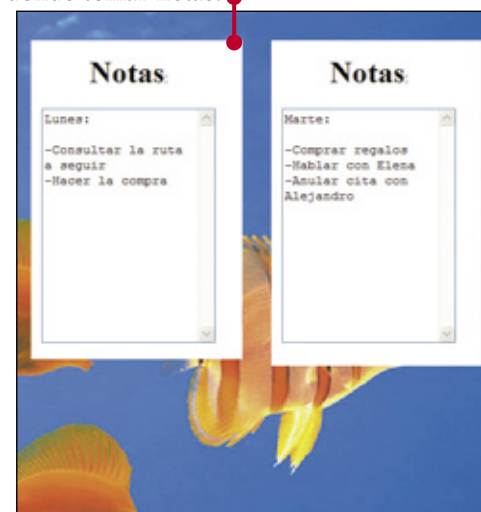 Notas:
Lunes:
-Consultar la ruta
a seguir
-Hacer la compra
Notas:
Marte:
-Comprar regalos
-Hablar con Elena
-Anular cita con
Alejandro